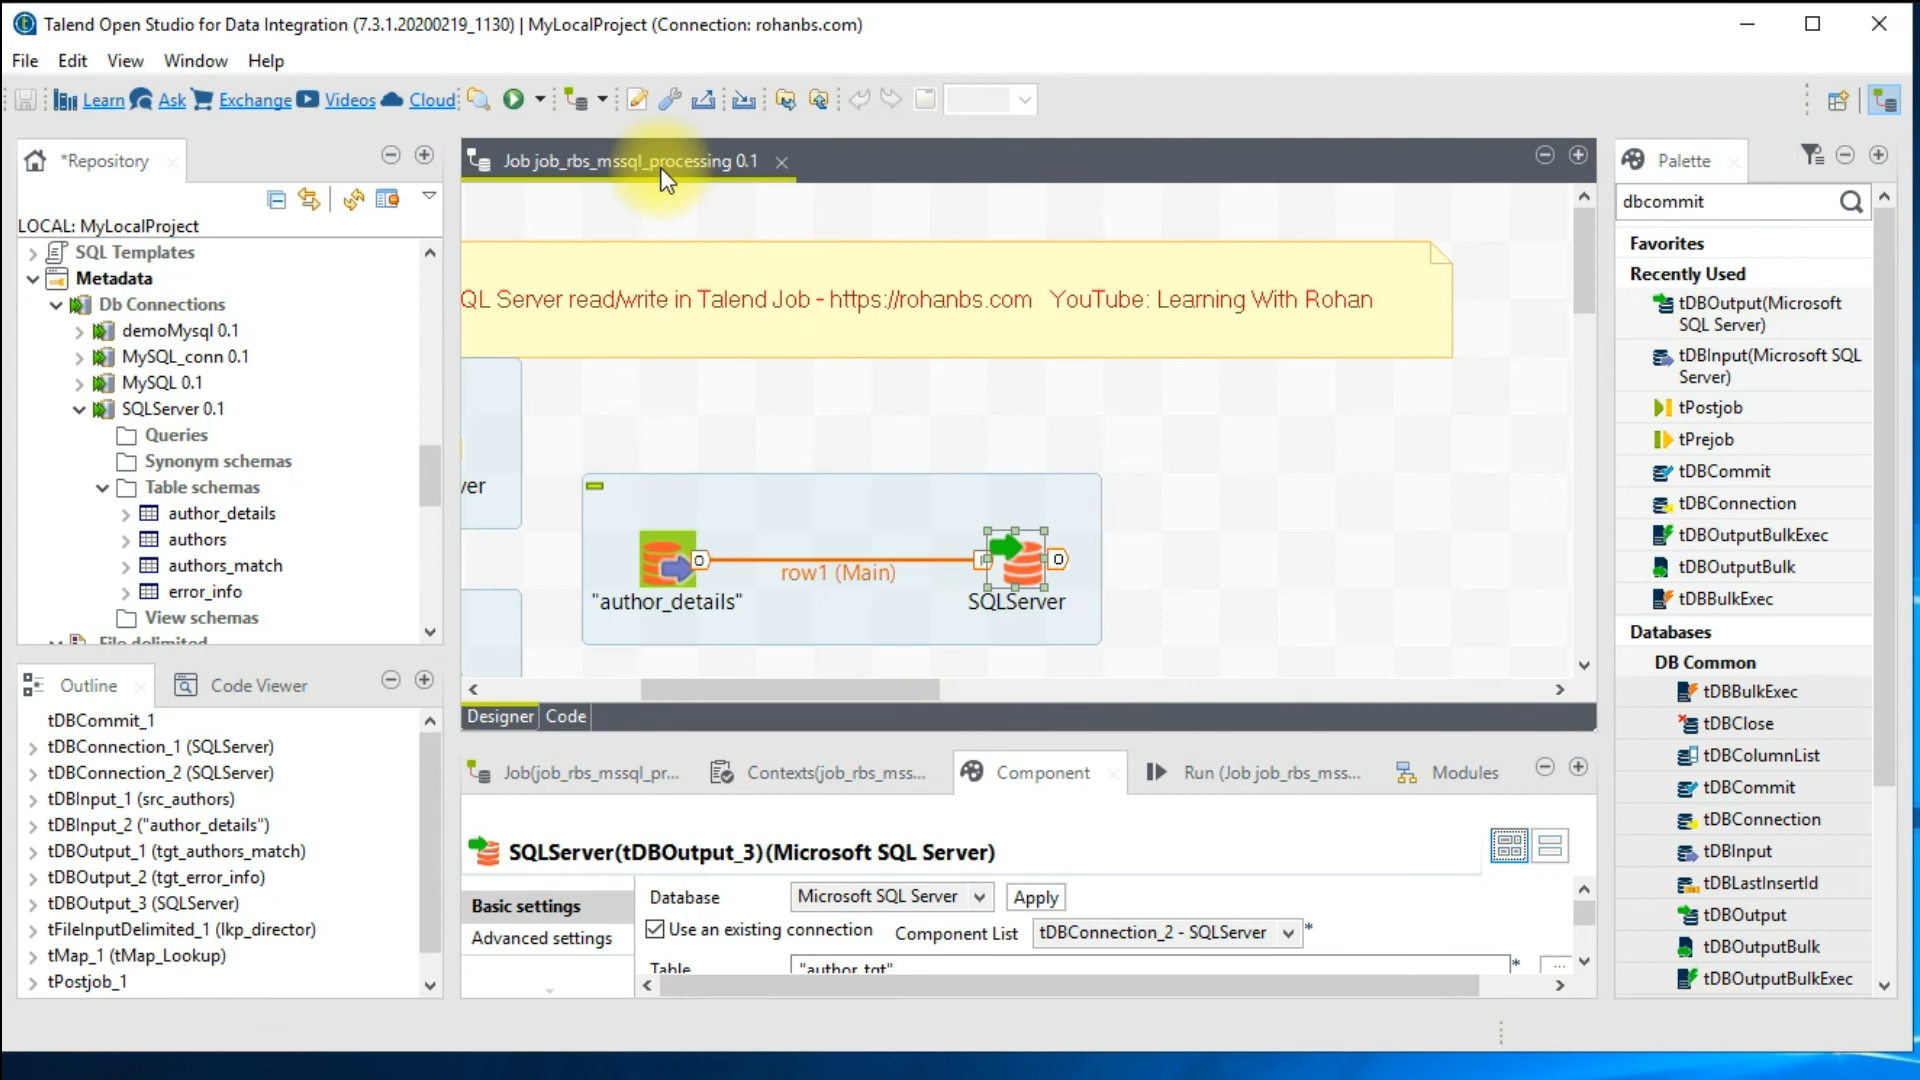 Talend Open Studio for Data Integration (7.3.1.20200219_1130) | MyLocalProject (Connection: rohanbs.com)
File Edit View Window Help
Learn Ask Exchange Videos Cloud
*Repository
LOCAL: MyLocalProject
SQL Templates
Metadata
Db Connections
demoMysql 0.1
MySQL_conn 0.1
MySQL 0.1
SQLServer 0.1
Queries
Synonym schemas
Table schemas
author_details
authors
authors_match
error_info
View schemas
File delimited
Outline Code Viewer
tDBCommit_1
tDBConnection_1 (SQLServer)
tDBConnection_2 (SQLServer)
tDBInput_1 (src_authors)
tDBInput_2 ("author_details")
tDBOutput_1 (tgt_authors_match)
tDBOutput_2 (tgt_error_info)
tDBOutput_3 (SQLServer)
tFileInputDelimited_1 (lkp_director)
tMap_1 (tMap_Lookup)
tPostjob_1
Job job_rbs_mssql_processing 0.1
QL Server read/write in Talend Job - https://rohanbs.com YouTube: Learning With Rohan
ver
O
row1 (Main)
O
"author_details"
SQLServer
Designer Code
Job(job_rbs_mssql_pr... Contexts(job_rbs_mss... Component Run (Job job_rbs_mss... Modules
SQLServer(tDBOutput_3)(Microsoft SQL Server)
Basic settings
Advanced settings
Database Microsoft SQL Server Apply
Use an existing connection Component List tDBConnection_2 - SQLServer *
Table "author_tgt" * ...
Palette
dbcommit
Favorites
Recently Used
tDBOutput(Microsoft
SQL Server)
tDBInput(Microsoft SQL
Server)
tPostjob
tPrejob
tDBCommit
tDBConnection
tDBOutputBulkExec
tDBOutputBulk
tDBBulkExec
Databases
DB Common
tDBBulkExec
tDBClose
tDBColumnList
tDBCommit
tDBConnection
tDBInput
tDBLastInsertId
tDBOutput
tDBOutputBulk
tDBOutputBulkExec